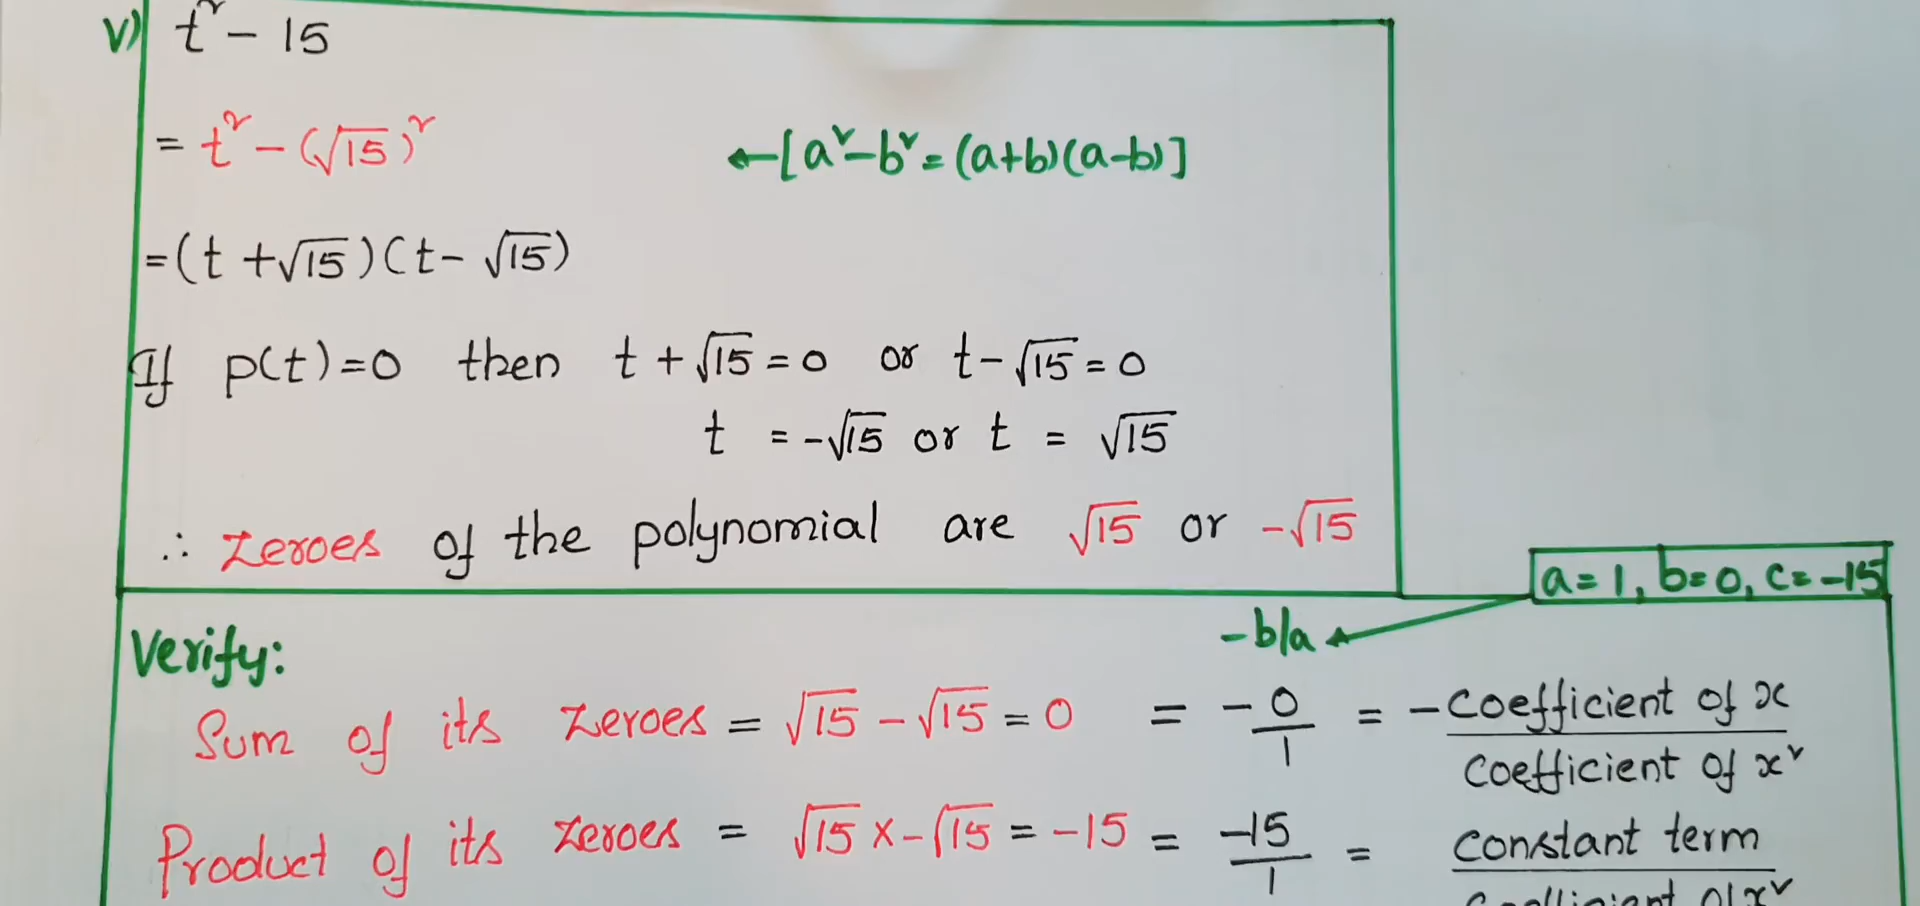 v) t² - 15
= t² - (√15)² ←[a² - b² = (a+b)(a-b)]
= (t + √15)(t - √15)
If p(t)=0 then t + √15 = 0 or t - √15 = 0
t = -√15 or t = √15
∴ zeroes of the polynomial are √15 or -√15
a=1, b=0, c=-15
Verify: -b/a
Sum of its zeroes = √15 - √15 = 0 = -0/1 = -coefficient of x / coefficient of x²
Product of its zeroes = √15 x -√15 = -15 = -15/1 = constant term / coefficient of x²